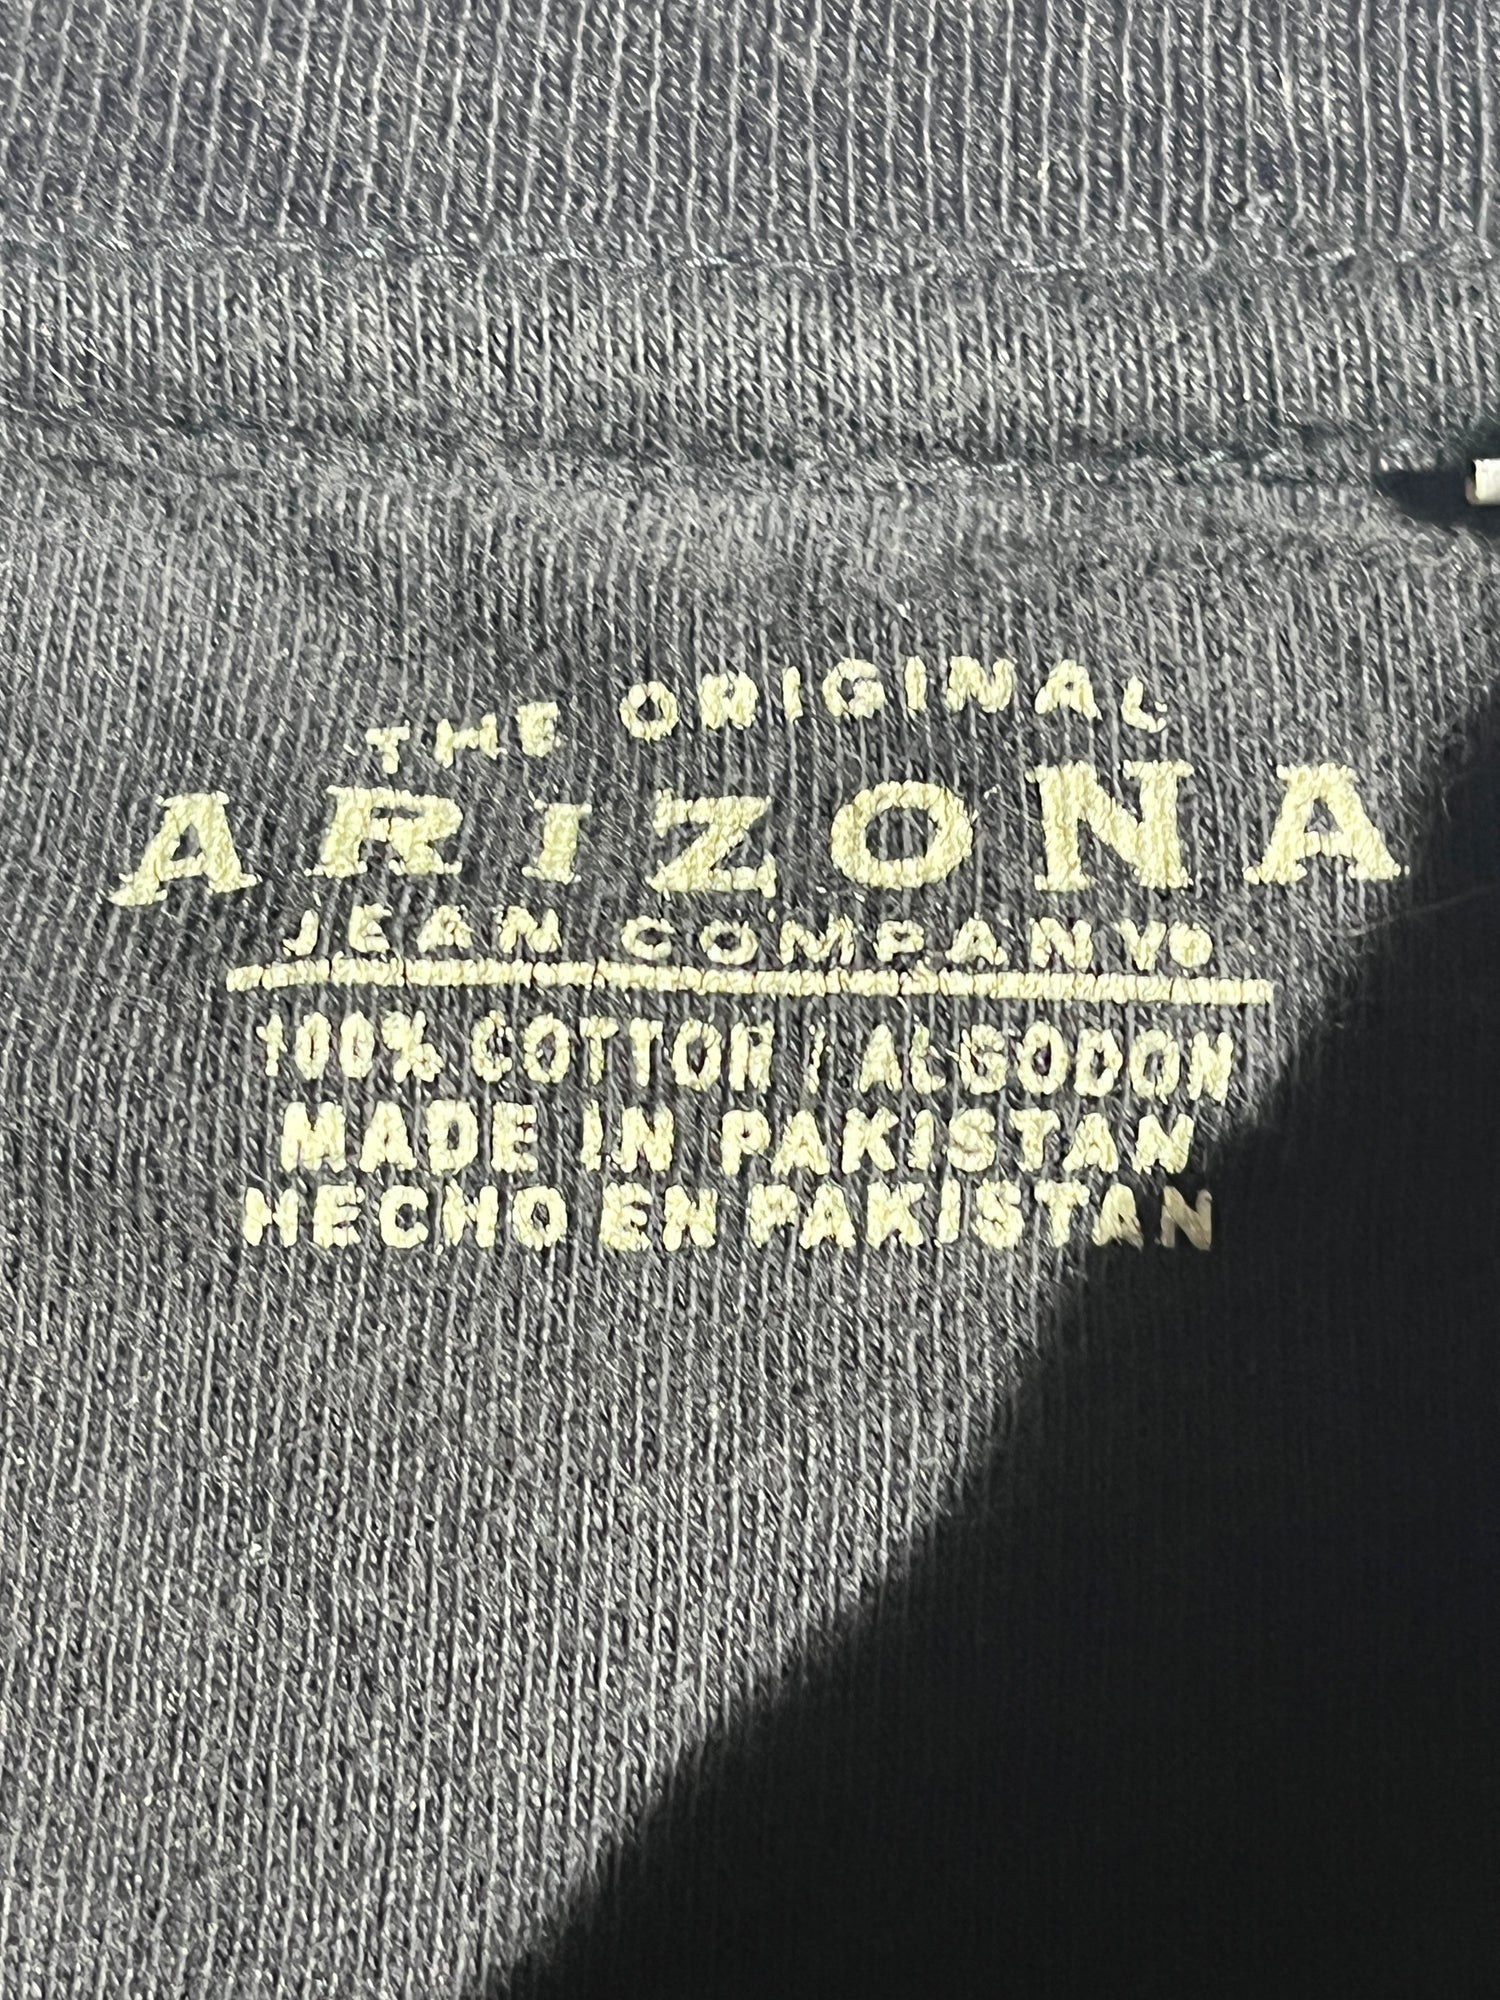 THE ORIGINAL
ARIZONA
JEAN COMPANY®
100% COTTON / ALGODON
MADE IN PAKISTAN
HECHO EN PAKISTAN